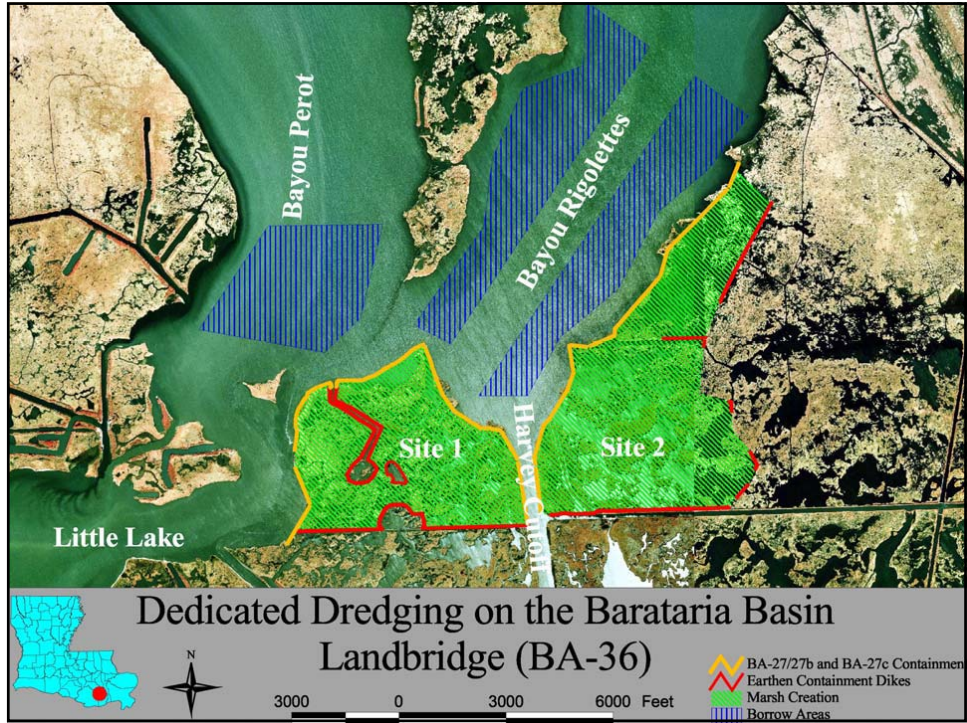 Bayou Perot
Bayou Rigolettes
Site 1
Site 2
Harvey Cutoff
Little Lake
Dedicated Dredging on the Barataria Basin
Landbridge (BA-36)
N
3000 0 3000 6000 Feet
BA-27/27b and BA-27c Containmen
Earthen Containment Dikes
Marsh Creation
Borrow Areas